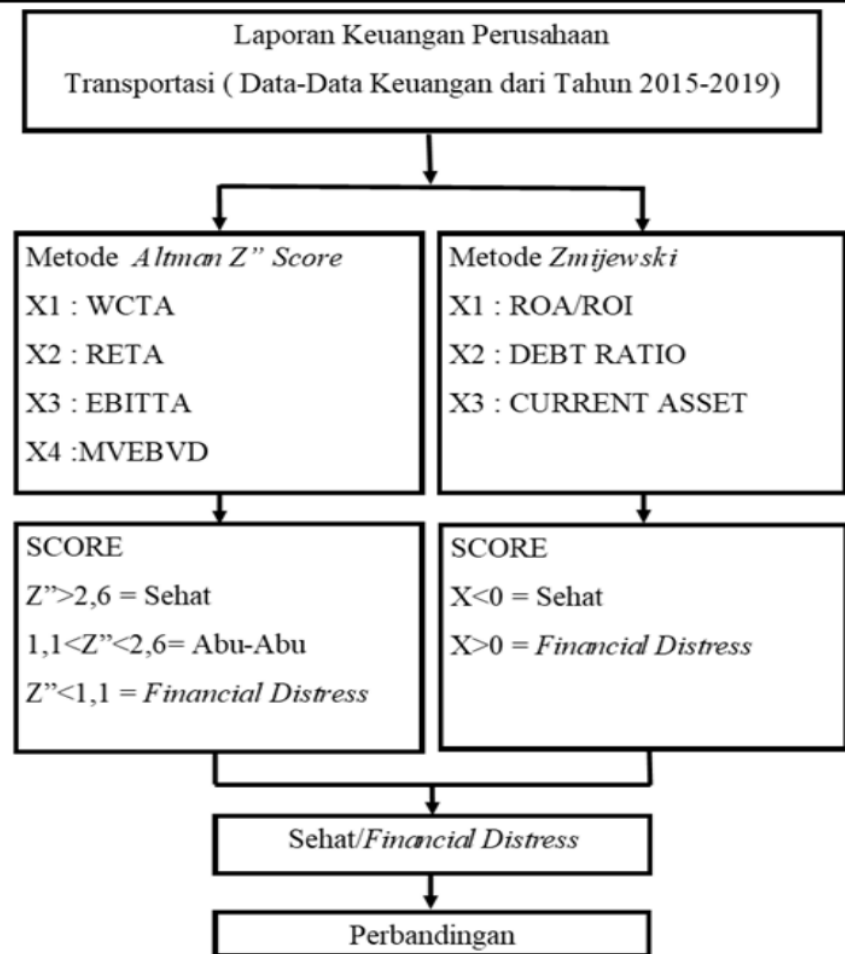 Laporan Keuangan Perusahaan
Transportasi ( Data-Data Keuangan dari Tahun 2015-2019)
Metode Altman Z” Score
X1 : WCTA
X2 : RETA
X3 : EBITTA
X4 :MVEBVD
Metode Zmijewski
X1 : ROA/ROI
X2 : DEBT RATIO
X3 : CURRENT ASSET
SCORE
Z”>2,6 = Sehat
1,1<Z”<2,6= Abu-Abu
Z”<1,1 = Financial Distress
SCORE
X<0 = Sehat
X>0 = Financial Distress
Sehat/Financial Distress
Perbandingan